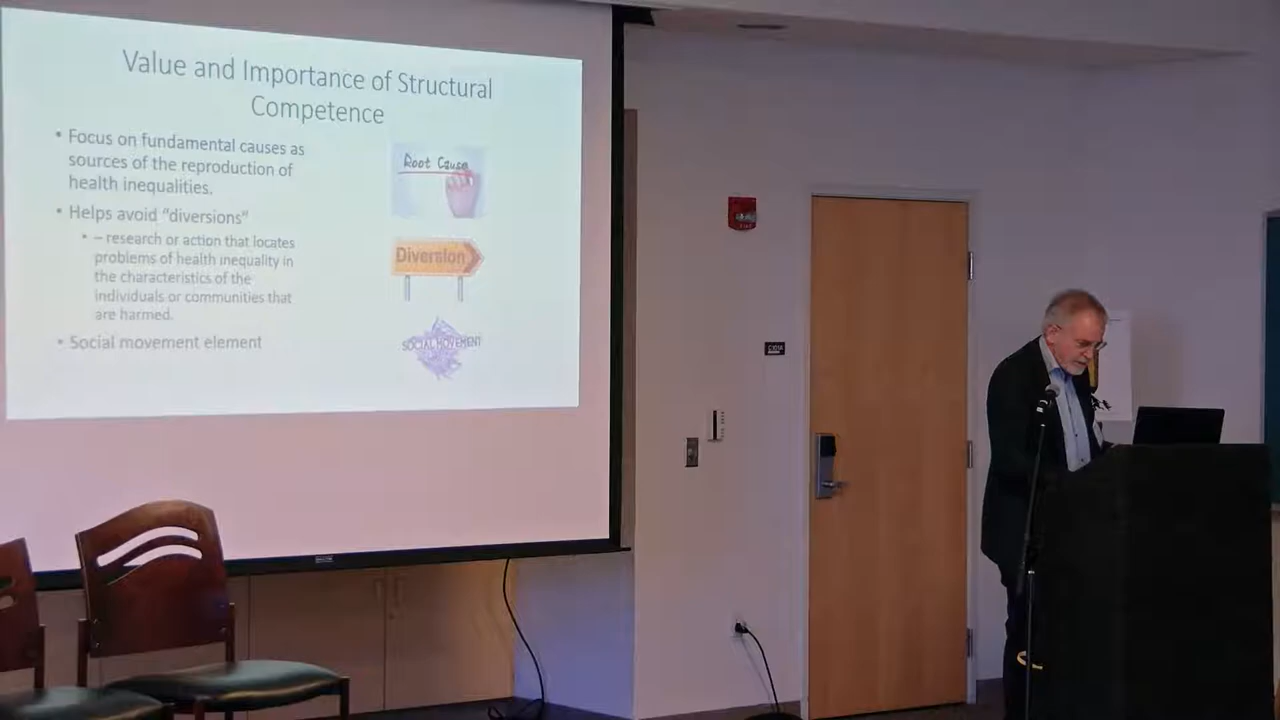 Value and Importance of Structural
Competence
• Focus on fundamental causes as
sources of the reproduction of
health inequalities.
• Helps avoid "diversions"
• – research or action that locates
problems of health inequality in
the characteristics of the
individuals or communities that
are harmed.
• Social movement element
Root Cause
Diversion
SOCIAL MOVEMENT